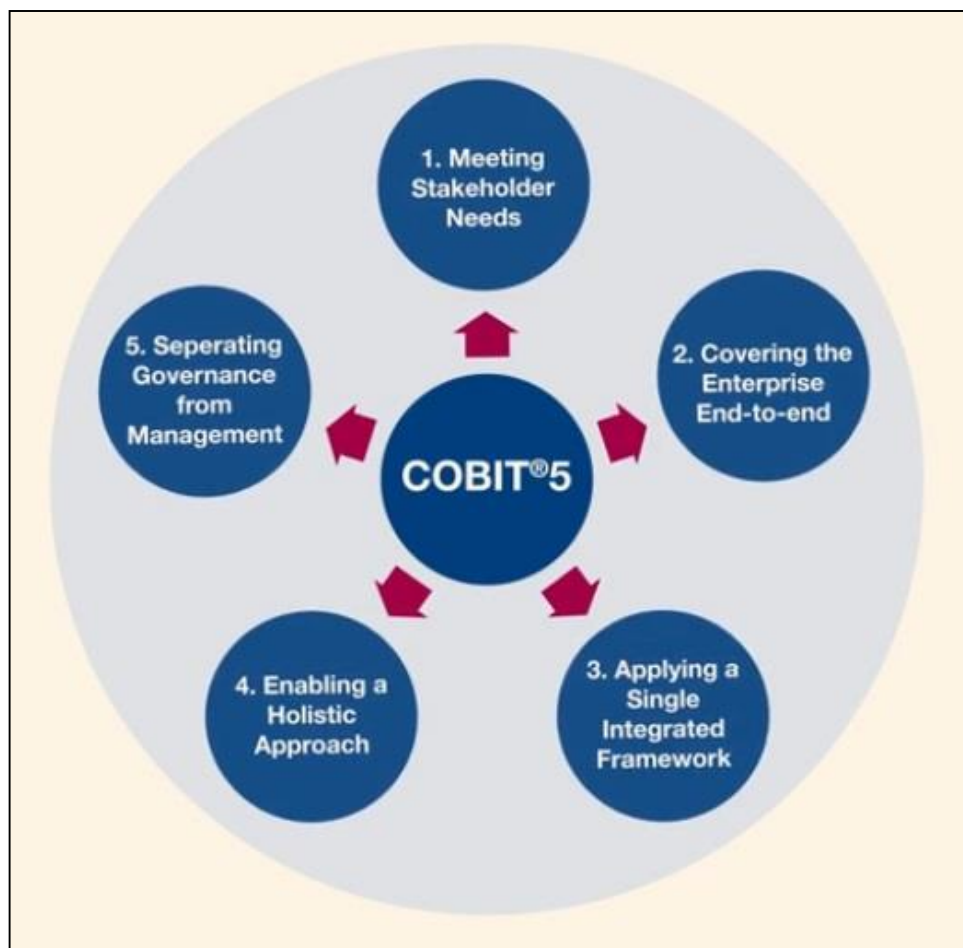 1. Meeting
Stakeholder
Needs
2. Covering the
Enterprise
End-to-end
3. Applying a
Single
Integrated
Framework
4. Enabling a
Holistic
Approach
5. Seperating
Governance
from
Management
COBIT®5